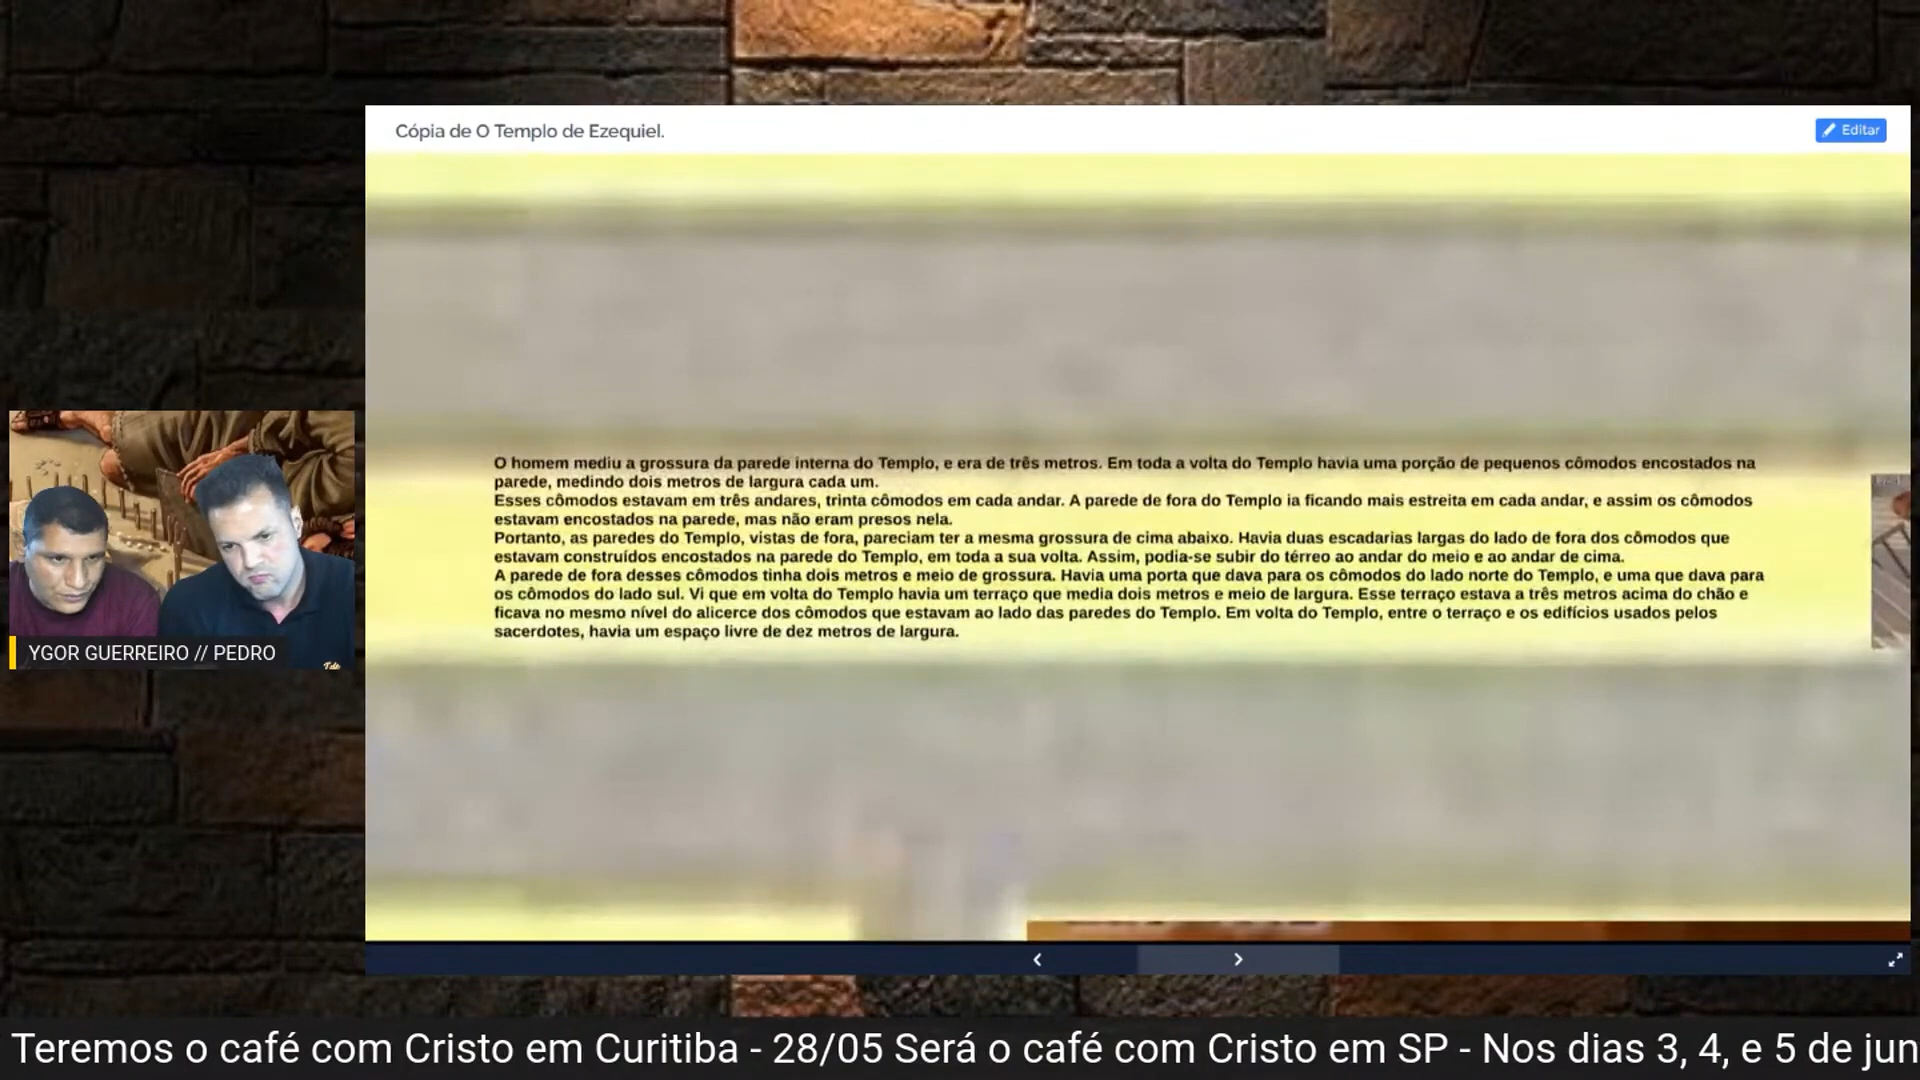 Cópia de O Templo de Ezequiel.
Editar
O homem mediu a grossura da parede interna do Templo, e era de três metros. Em toda a volta do Templo havia uma porção de pequenos cômodos encostados na
parede, medindo dois metros de largura cada um.
Esses cômodos estavam em três andares, trinta cômodos em cada andar. A parede de fora do Templo ia ficando mais estreita em cada andar, e assim os cômodos
estavam encostados na parede, mas não eram presos nela.
Portanto, as paredes do Templo, vistas de fora, pareciam ter a mesma grossura de cima abaixo. Havia duas escadarias largas do lado de fora dos cômodos que
estavam construídos encostados na parede do Templo, em toda a sua volta. Assim, podia-se subir do térreo ao andar do meio e ao andar de cima.
A parede de fora desses cômodos tinha dois metros e meio de grossura. Havia uma porta que dava para os cômodos do lado norte do Templo, e uma que dava para
os cômodos do lado sul. Vi que em volta do Templo havia um terraço que media dois metros e meio de largura. Esse terraço estava a três metros acima do chão e
ficava no mesmo nível do alicerce dos cômodos que estavam ao lado das paredes do Templo. Em volta do Templo, entre o terraço e os edifícios usados pelos
sacerdotes, havia um espaço livre de dez metros de largura.
YGOR GUERREIRO // PEDRO
Teremos o café com Cristo em Curitiba - 28/05 Será o café com Cristo em SP - Nos dias 3, 4, e 5 de jun